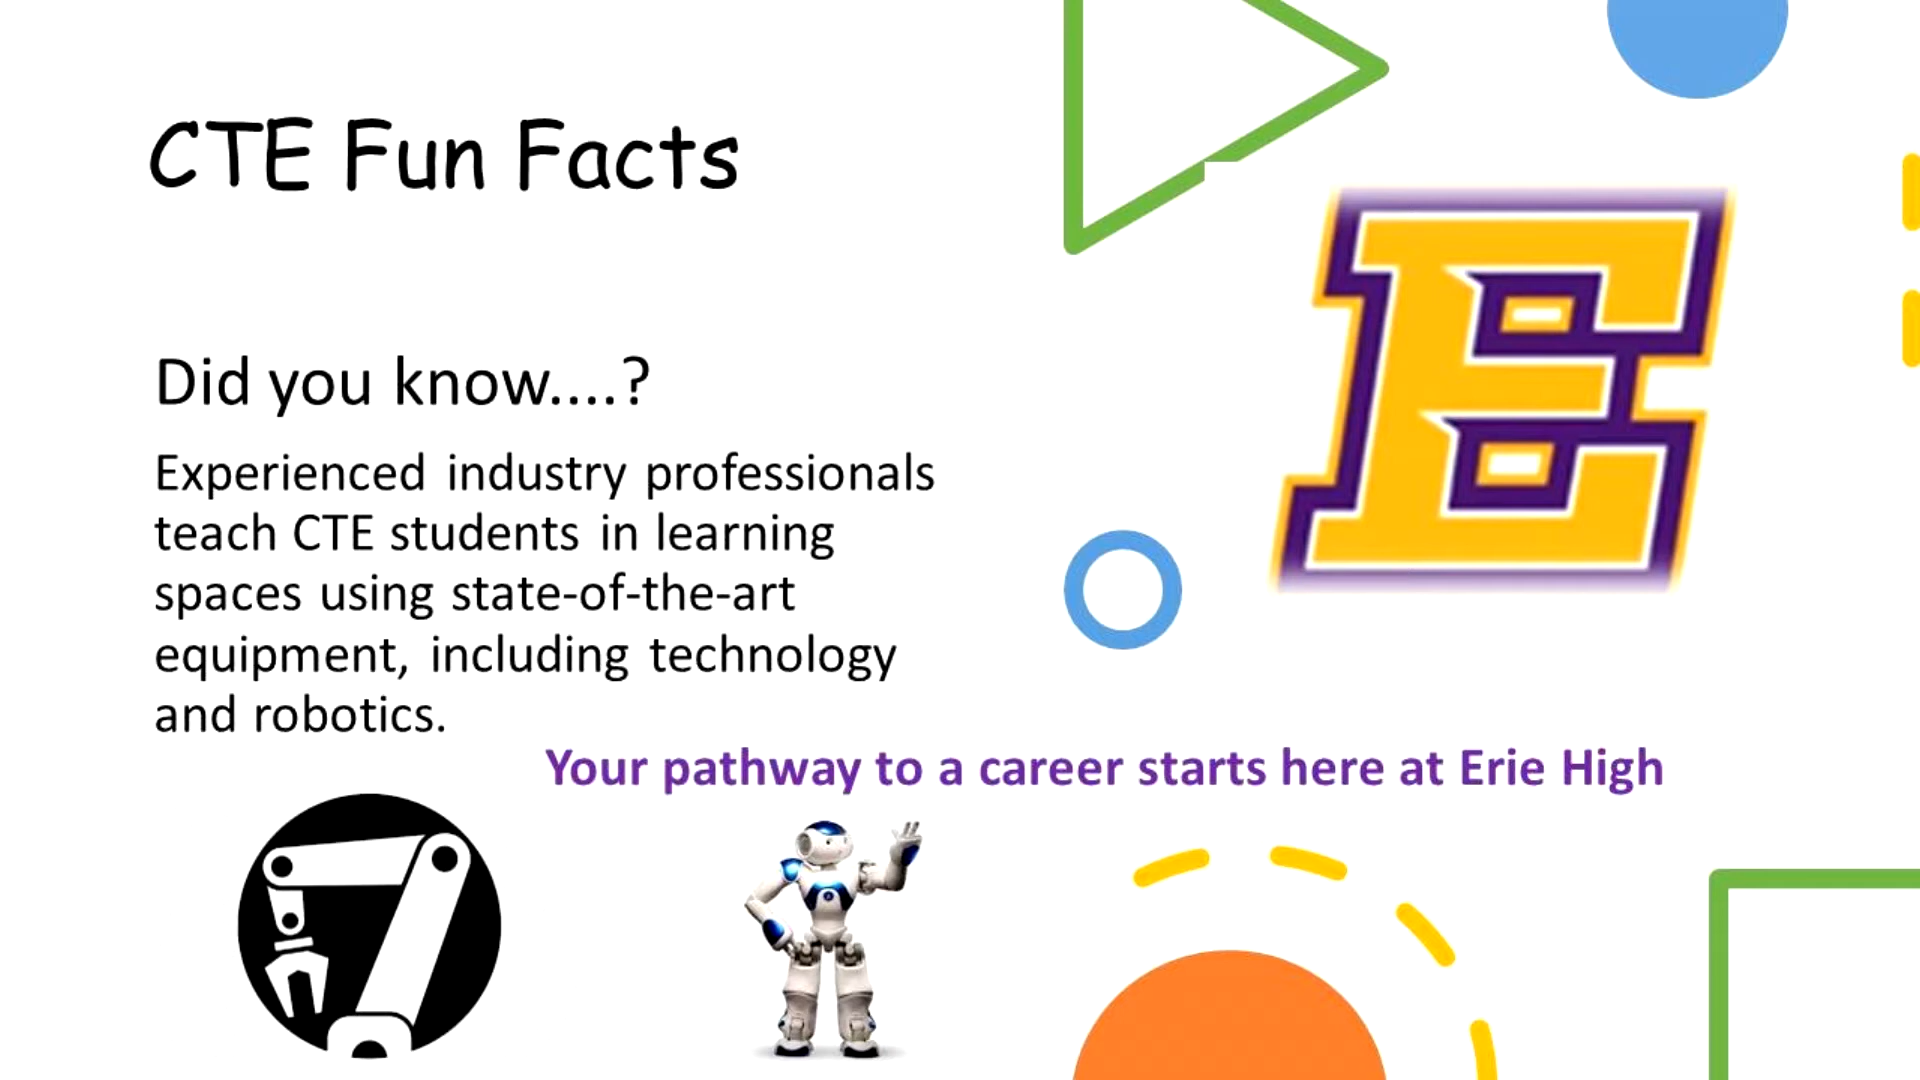 CTE Fun Facts
Did you know....?
Experienced industry professionals
teach CTE students in learning
spaces using state-of-the-art
equipment, including technology
and robotics.
Your pathway to a career starts here at Erie High
E